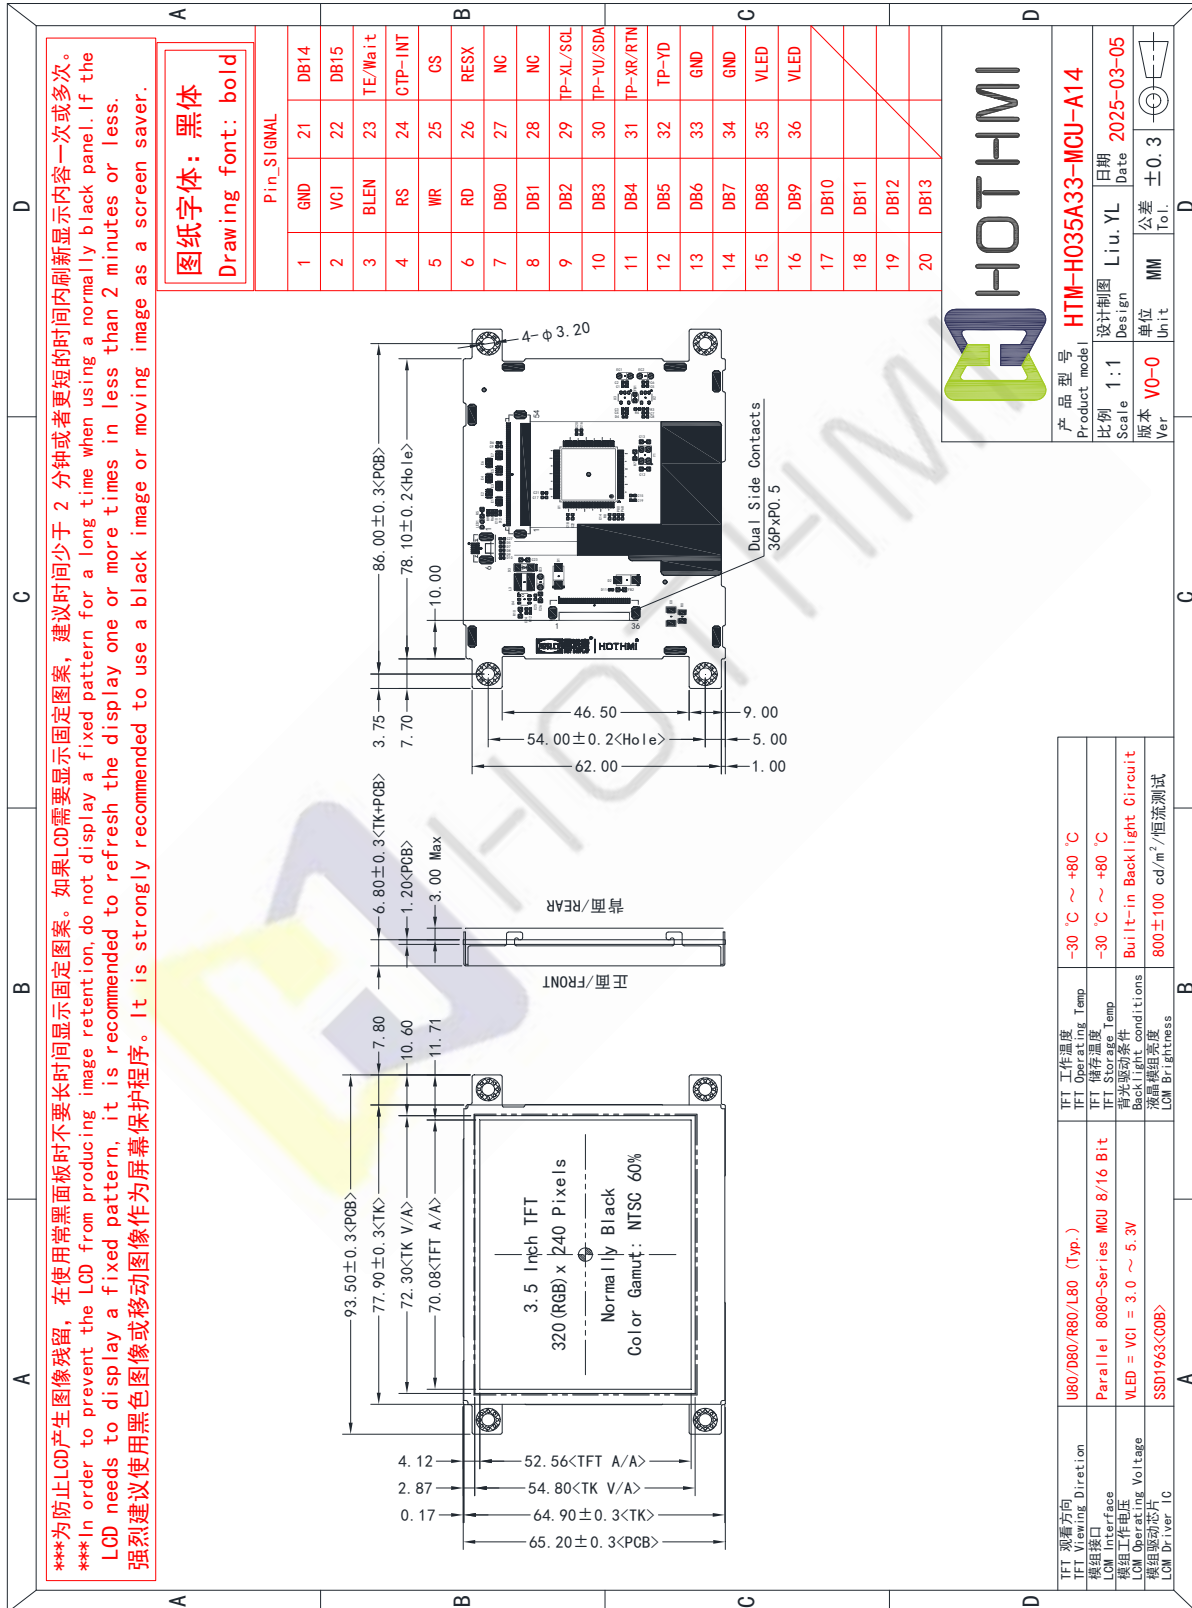 ***为防止LCD产生图像残留，在使用常黑面板时不要长时间显示固定图案。如果LCD需要显示固定图案，建议时间少于 2 分钟或者更短的时间内刷新显示内容一次或多次。
***In order to prevent the LCD from producing image retention,do not display a fixed pattern for a long time when using a normally black panel.If the
LCD needs to display a fixed pattern, it is recommended to refresh the display one or more times in less than 2 minutes or less.
强烈建议使用黑色图像或移动图像作为屏幕保护程序。It is strongly recommended to use a black image or moving image as a screen saver.
图纸字体: 黑体
Drawing font: bold
Pin_SIGNAL
1 GND 21 DB14
2 VCI 22 DB15
3 BLEN 23 TE/Wait
4 RS 24 CTP-INT
5 WR 25 CS
6 RD 26 RESX
7 DB0 27 NC
8 DB1 28 NC
9 DB2 29 TP-XL/SCL
10 DB3 30 TP-YU/SDA
11 DB4 31 TP-XR/RTN
12 DB5 32 TP-YD
13 DB6 33 GND
14 DB7 34 GND
15 DB8 35 VLED
16 DB9 36 VLED
17 DB10
18 DB11
19 DB12
20 DB13
93.50±0.3<PCB>
7.80
77.90±0.3<TK>
10.60
72.30<TK V/A>
11.71
70.08<TFT A/A>
3.5 Inch TFT
320(RGB)x 240 Pixels
Normally Black
Color Gamut: NTSC 60%
4.12
52.56<TFT A/A>
2.87
54.80<TK V/A>
0.17
64.90±0.3<TK>
65.20±0.3<PCB>
6.80±0.3<TK+PCB>
1.20<PCB>
3.00 Max
背面/REAR
正面/FRONT
3.75
86.00±0.3<PCB>
7.70
78.10±0.2<Hole>
10.00
4-φ3.20
54
1
1
36
HOTHMI
Dual Side Contacts
36PxP0.5
46.50
9.00
54.00±0.2<Hole>
5.00
62.00
1.00
TFT 观看方向
TFT Viewing Diretion
U80/D80/R80/L80 (Typ.)
TFT 工作温度
TFT Operating Temp
-30 ℃ ～ +80 ℃
模组接口
LCM Interface
Parallel 8080-Series MCU 8/16 Bit
TFT 储存温度
TFT Storage Temp
-30 ℃ ～ +80 ℃
模组工作电压
LCM Operating Voltage
VLED = VCI = 3.0 ～ 5.3V
背光驱动条件
Backlight conditions
Built-in Backlight Circuit
模组驱动芯片
LCM Driver IC
SSD1963<COB>
液晶模组亮度
LCM Brightness
800±100 cd/m²/恒流测试
HOTHMI
产品型号
Product model
HTM-H035A33-MCU-A14
比例
Scale
1:1
设计制图
Design
Liu.YL
日期
Date
2025-03-05
版本
Ver
V0-0
单位
Unit
MM
公差
Tol.
±0.3
A
B
C
D
A
B
C
D
A
B
C
D
A
B
C
D
HOTHMI